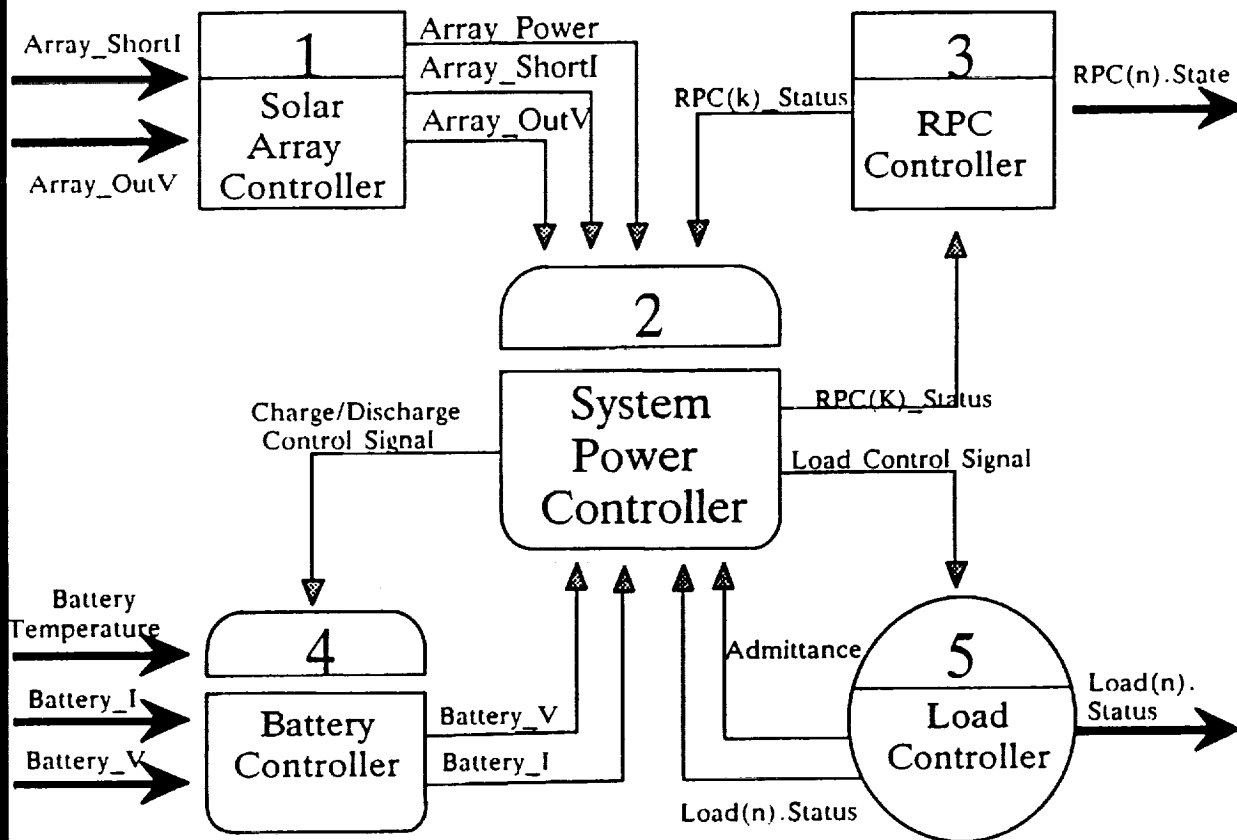 Array_ShortI
Array_OutV
1
Solar
Array
Controller
Array_Power
Array_ShortI
Array_OutV
RPC(k)_Status
3
RPC
Controller
RPC(n).State
2
System
Power
Controller
Charge/Discharge
Control Signal
RPC(K)_Status
Load Control Signal
Battery
Temperature
Battery_I
Battery_V
4
Battery
Controller
Battery_V
Battery_I
Admittance
Load(n).Status
5
Load
Controller
Load(n).
Status